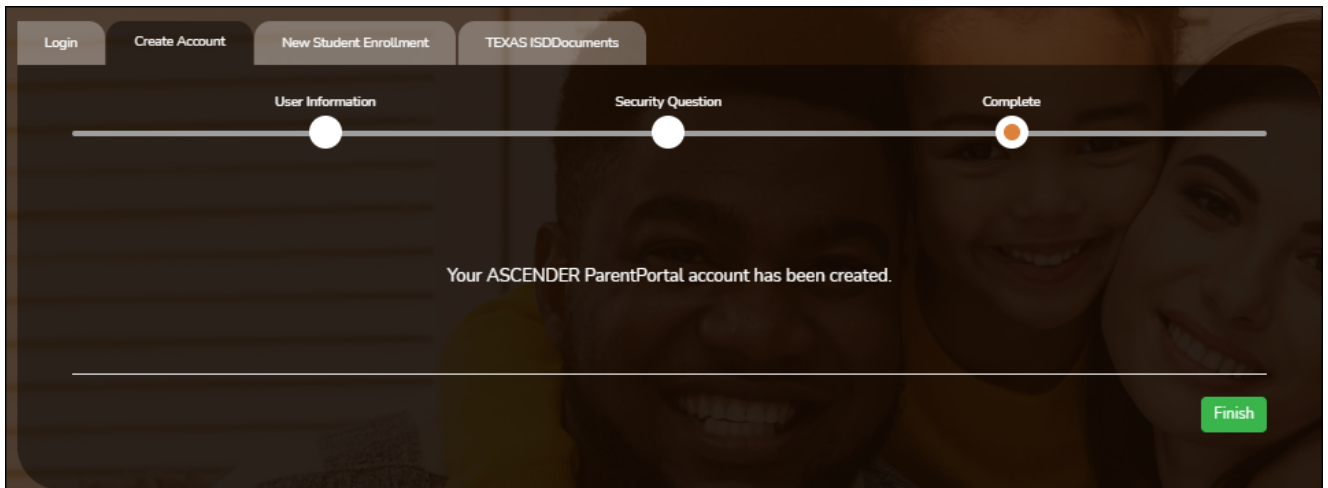 Login Create Account New Student Enrollment TEXAS ISDDocuments
User Information Security Question Complete
Your ASCENDER ParentPortal account has been created.
Finish